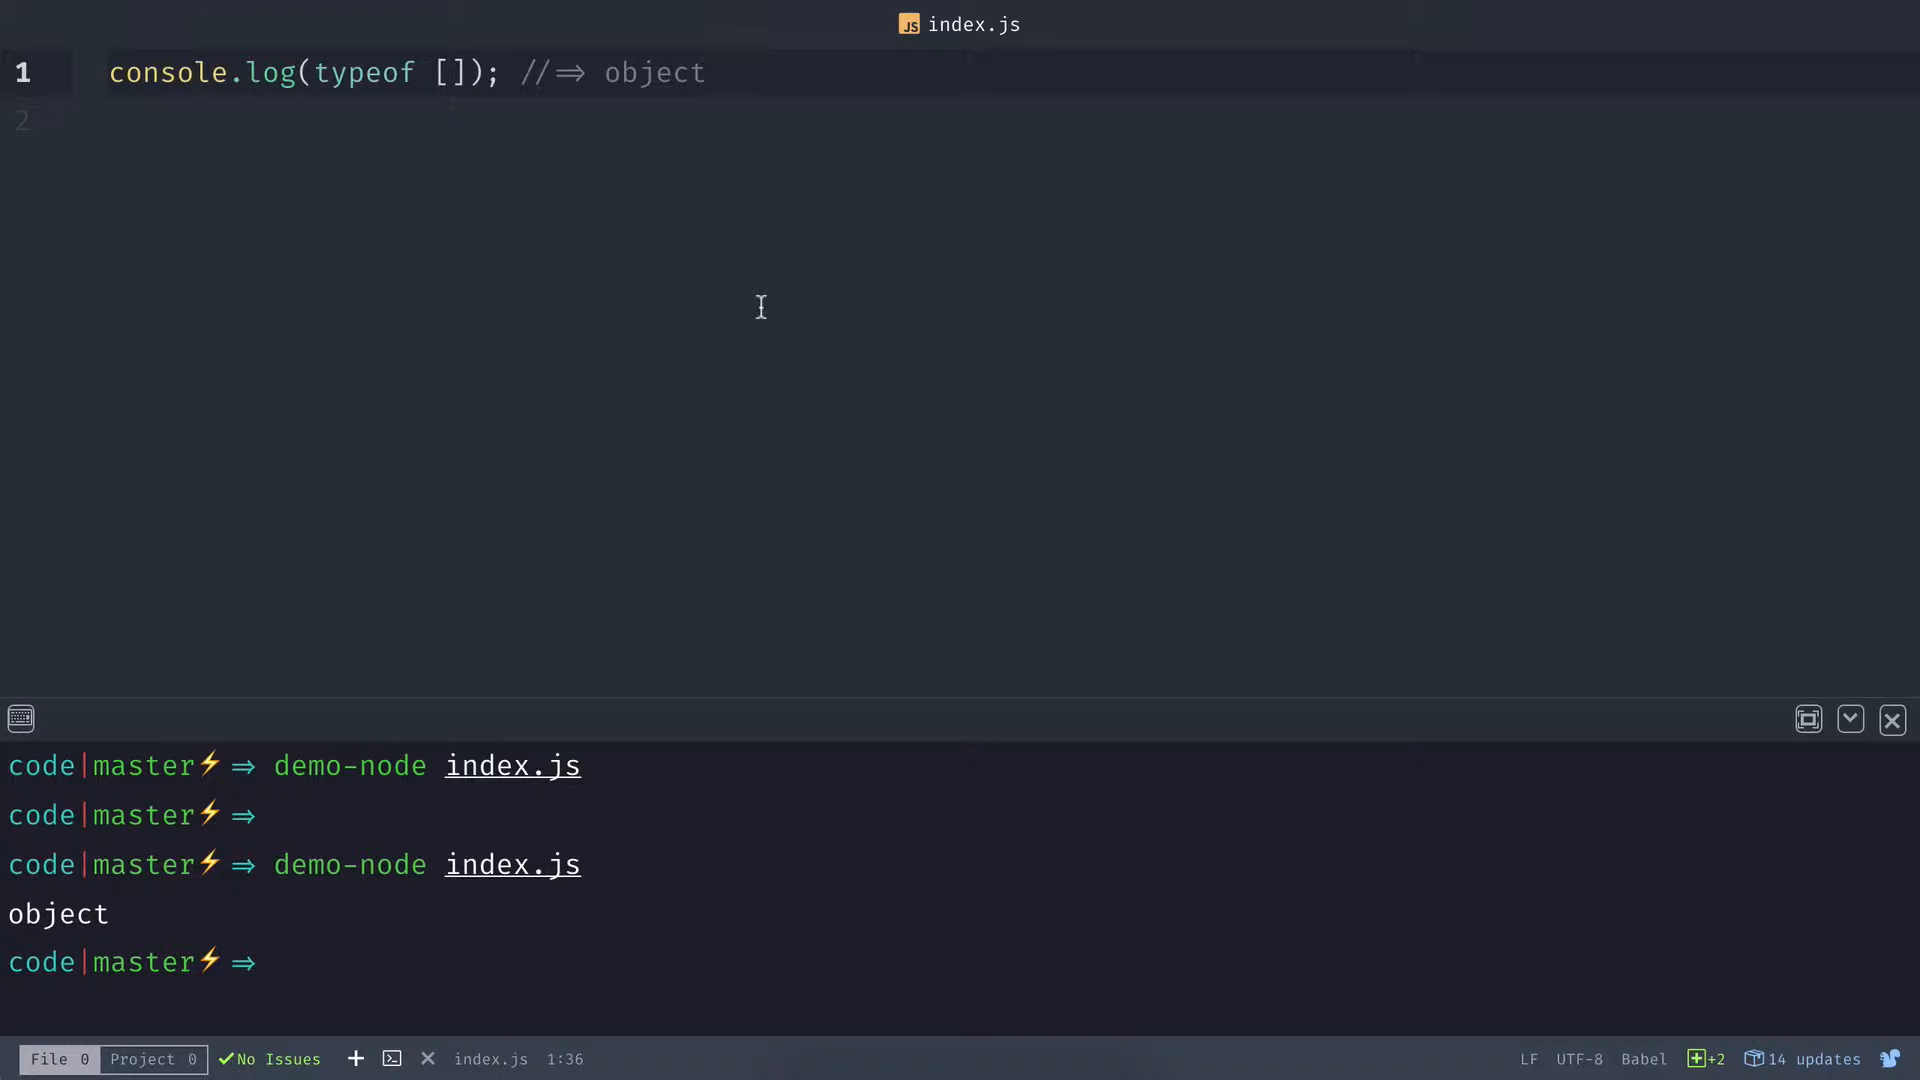 JS index.js
1 console.log(typeof []); //=> object
2
code|master⚡ => demo-node index.js
code|master⚡ =>
code|master⚡ => demo-node index.js
object
code|master⚡ =>
File 0 Project 0 ✓No Issues + index.js 1:36 LF UTF-8 Babel +2 14 updates